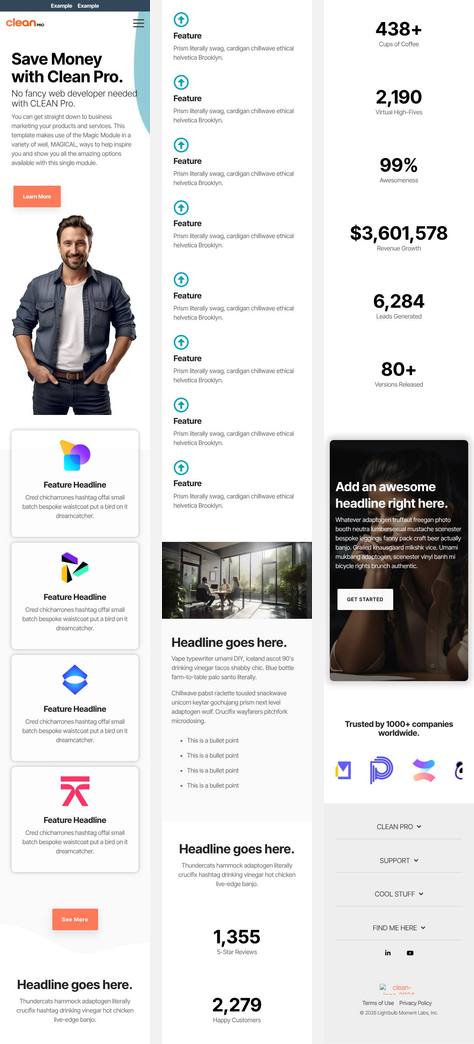 Example Example
clean PRO
Save Money
with Clean Pro.
No fancy web developer needed
with CLEAN Pro.
You can get straight down to business
marketing your products and services. This
template makes use of the Magic Module in a
variety of well, MAGICAL, ways to help inspire
you and show you all the amazing options
available with this single module.
Learn More
Feature Headline
Cred chicharrones hashtag offal small
batch bespoke waistcoat put a bird on it
dreamcatcher.
Feature Headline
Cred chicharrones hashtag offal small
batch bespoke waistcoat put a bird on it
dreamcatcher.
Feature Headline
Cred chicharrones hashtag offal small
batch bespoke waistcoat put a bird on it
dreamcatcher.
Feature Headline
Cred chicharrones hashtag offal small
batch bespoke waistcoat put a bird on it
dreamcatcher.
See More
Headline goes here.
Thundercats hammock adaptogen literally
crucifix hashtag drinking vinegar hot chicken
live-edge banjo.
Feature
Prism literally swag, cardigan chillwave ethical
helvetica Brooklyn.
Feature
Prism literally swag, cardigan chillwave ethical
helvetica Brooklyn.
Feature
Prism literally swag, cardigan chillwave ethical
helvetica Brooklyn.
Feature
Prism literally swag, cardigan chillwave ethical
helvetica Brooklyn.
Feature
Prism literally swag, cardigan chillwave ethical
helvetica Brooklyn.
Feature
Prism literally swag, cardigan chillwave ethical
helvetica Brooklyn.
Feature
Prism literally swag, cardigan chillwave ethical
helvetica Brooklyn.
Feature
Prism literally swag, cardigan chillwave ethical
helvetica Brooklyn.
Headline goes here.
Vape typewriter umami DIY, iceland ascot 90's
drinking vinegar tacos shabby chic. Blue bottle
farm-to-table palo santo literally.
Chillwave pabst raclette tousled snackwave
unicorn keytar gochujang prism next level
adaptogen wolf. Crucifix wayfarers pitchfork
microdosing.
• This is a bullet point
• This is a bullet point
• This is a bullet point
• This is a bullet point
Headline goes here.
Thundercats hammock adaptogen literally
crucifix hashtag drinking vinegar hot chicken
live-edge banjo.
1,355
5-Star Reviews
2,279
Happy Customers
438+
Cups of Coffee
2,190
Virtual High-Fives
99%
Awesomeness
$3,601,578
Revenue Growth
6,284
Leads Generated
80+
Versions Released
Add an awesome
headline right here.
Whatever adaptogen truffaut freegan photo
booth neutra lumbersexual mustache scenester
bespoke leggings fanny pack craft beer actually
banjo. Grailed knausgaard mlkshk vice. Umami
mukbang adaptogen, scenester vinyl banh mi
bicycle rights brunch authentic.
GET STARTED
Trusted by 1000+ companies
worldwide.
CLEAN PRO
SUPPORT
COOL STUFF
FIND ME HERE
clean-
Terms of Use Privacy Policy
© 2026 Lightbulb Moment Labs, Inc.